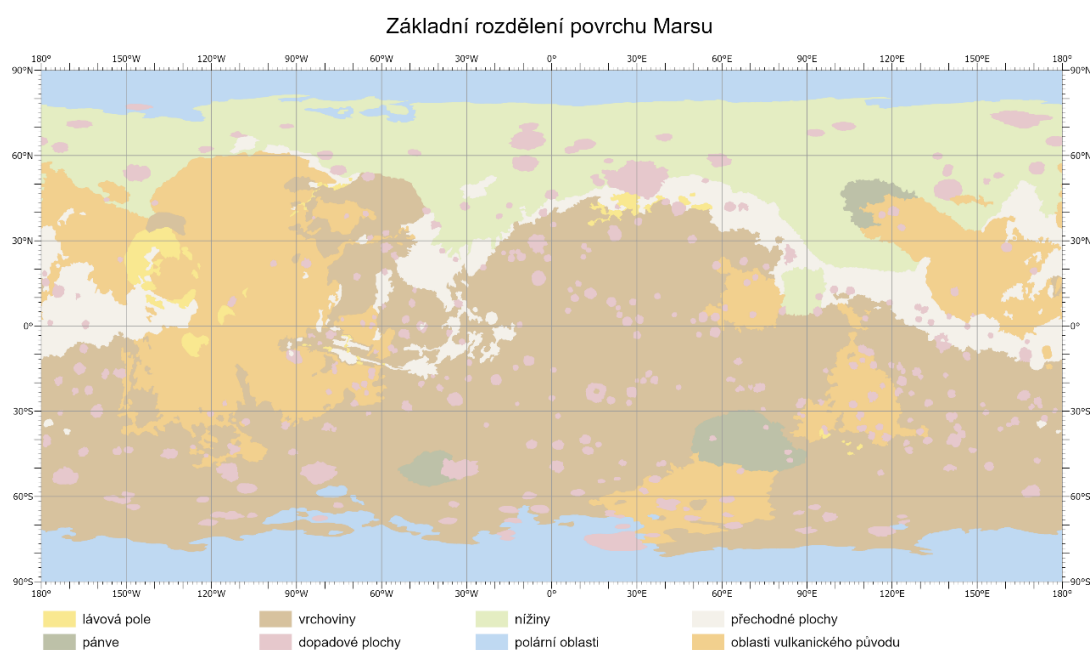 Základní rozdělení povrchu Marsu
180° 150°W 120°W 90°W 60°W 30°W 0° 30°E 60°E 90°E 120°E 150°E 180°
90°N 90°N
60°N 60°N
30°N 30°N
0° 0°
30°S 30°S
60°S 60°S
90°S 90°S
180° 150°W 120°W 90°W 60°W 30°W 0° 30°E 60°E 90°E 120°E 150°E 180°
lávová pole vrchoviny nížiny přechodné plochy
pánve dopadové plochy polární oblasti oblasti vulkanického původu